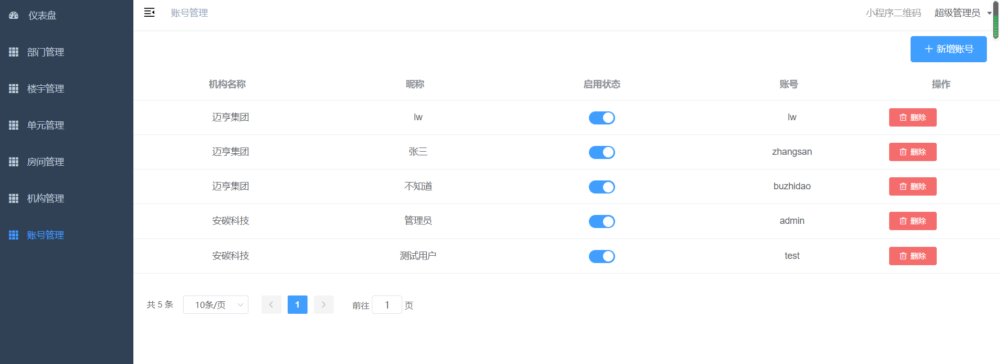 仪表盘
部门管理
楼宇管理
单元管理
房间管理
机构管理
账号管理
账号管理
小程序二维码 超级管理员
新增账号
机构名称 昵称 启用状态 账号 操作
迈亨集团 lw lw 删除
迈亨集团 张三 zhangsan 删除
迈亨集团 不知道 buzhidao 删除
安碳科技 管理员 admin 删除
安碳科技 测试用户 test 删除
共 5 条 10条/页 1 前往 1 页